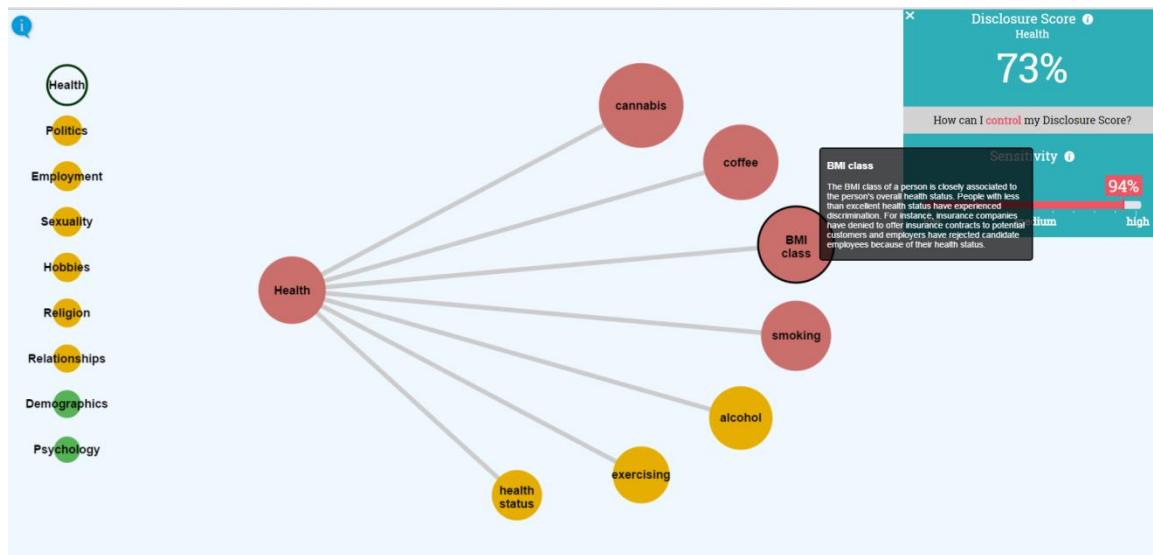 i
Health
Politics
Employment
Sexuality
Hobbies
Religion
Relationships
Demographics
Psychology
Health
cannabis
coffee
BMI
class
smoking
alcohol
exercising
health
status
BMI class
The BMI class of a person is closely associated to
the person's overall health status. People with less
than excellent health status have experienced
discrimination. For instance, insurance companies
have denied to offer insurance contracts to potential
customers and employers have rejected candidate
employees because of their health status.
×
Disclosure Score i
Health
73%
How can I control my Disclosure Score?
Sensitivity i
94%
high